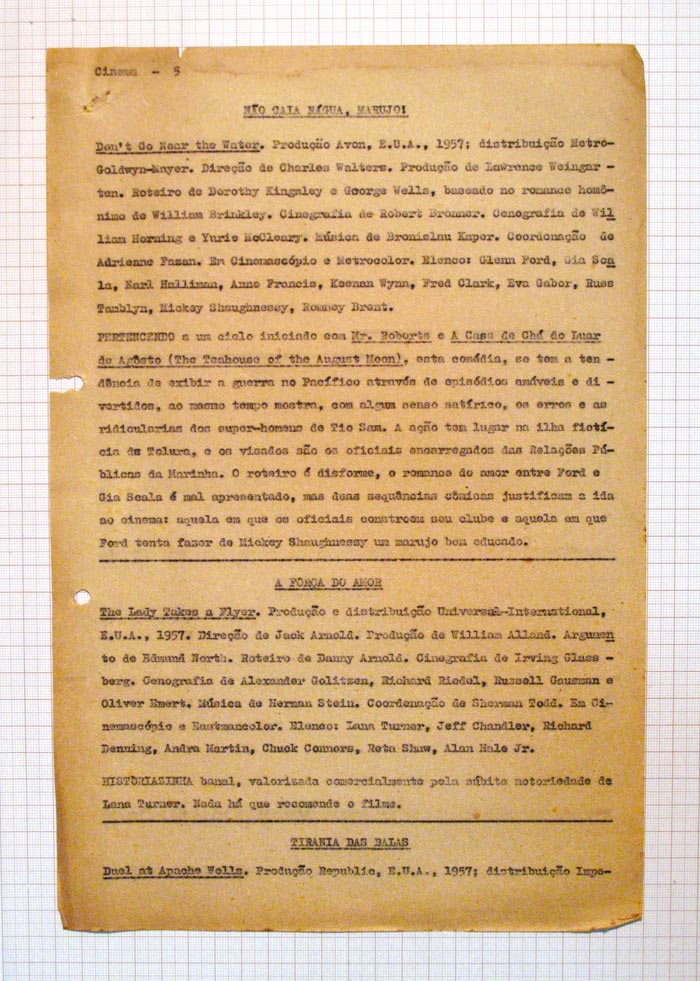 Cinema - 5
NÃO CAIA NÁGUA, MARUJO!
Don't Go Near the Water. Produção Avon, E.U.A., 1957; distribuição Metro-
Goldwyn-Mayer. Direção de Charles Walters. Produção de Lawrence Weingar -
ten. Roteiro de Dorothy Kingsley e George Wells, baseado no romance homô-
nimo de William Brinkley. Cinegrafia de Robert Bronner. Cenografia de Wil
liam Horning e Yurie McCleary. Música de Bronislau Kaper. Coordenação de
Adrienne Fazan. Em Cinemascópio e Metrocolor. Elenco: Glenn Ford, Gia Sca
la, Earl Halliman, Anne Francis, Keenan Wynn, Fred Clark, Eva Gabor, Russ
Tamblyn, Mickey Shaughnessy, Romney Brent.
PERTENCENDO a um ciclo iniciado com Mr. Roberts e A Casa de Chá do Luar
de Agôsto (The Teahouse of the August Moon), esta comédia, se tem a ten -
dência de exibir a guerra no Pacífico através de episódios amáveis e di -
vertidos, ao mesmo tempo mostra, com algum senso satírico, os erros e as
ridicularias dos super-homens de Tio Sam. A ação tem lugar na ilha fictí-
cia de Telura, e os visados são os oficiais encarregados das Relações Pú-
blicas da Marinha. O roteiro é disforme, o romance de amor entre Ford e
Gia Scala é mal apresentado, mas duas sequências cômicas justificam a ida
ao cinema: aquela em que os oficiais constroem seu clube e aquela em que
Ford tenta fazer de Mickey Shaughnessy um marujo bem educado.
A FÔRÇA DO AMOR
The Lady Takes a Flyer. Produção e distribuição Universal-International,
E.U.A., 1957. Direção de Jack Arnold. Produção de William Alland. Argumen
to de Edmund North. Roteiro de Danny Arnold. Cinegrafia de Irving Glass -
berg. Cenografia de Alexander Golitzen, Richard Riedel, Russell Gausman e
Oliver Emert. Música de Herman Stein. Coordenação de Sherman Todd. Em Ci-
nemascópio e Eastmancolor. Elenco: Lana Turner, Jeff Chandler, Richard
Denning, Andra Martin, Chuck Connors, Reta Shaw, Alan Hale Jr.
HISTORIAZINHA banal, valorizada comercialmente pela súbita notoriedade de
Lana Turner. Nada há que recomende o filme.
TIRANIA DAS BALAS
Duel at Apache Wells. Produção Republic, E.U.A., 1957; distribuição Impe-